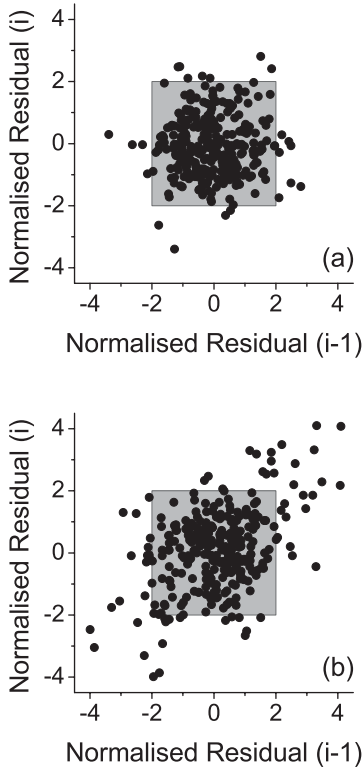 4
2
0
-2
-4
Normalised Residual (i)
(a)
-4 -2 0 2 4
Normalised Residual (i-1)
4
2
0
-2
-4
Normalised Residual (i)
(b)
-4 -2 0 2 4
Normalised Residual (i-1)